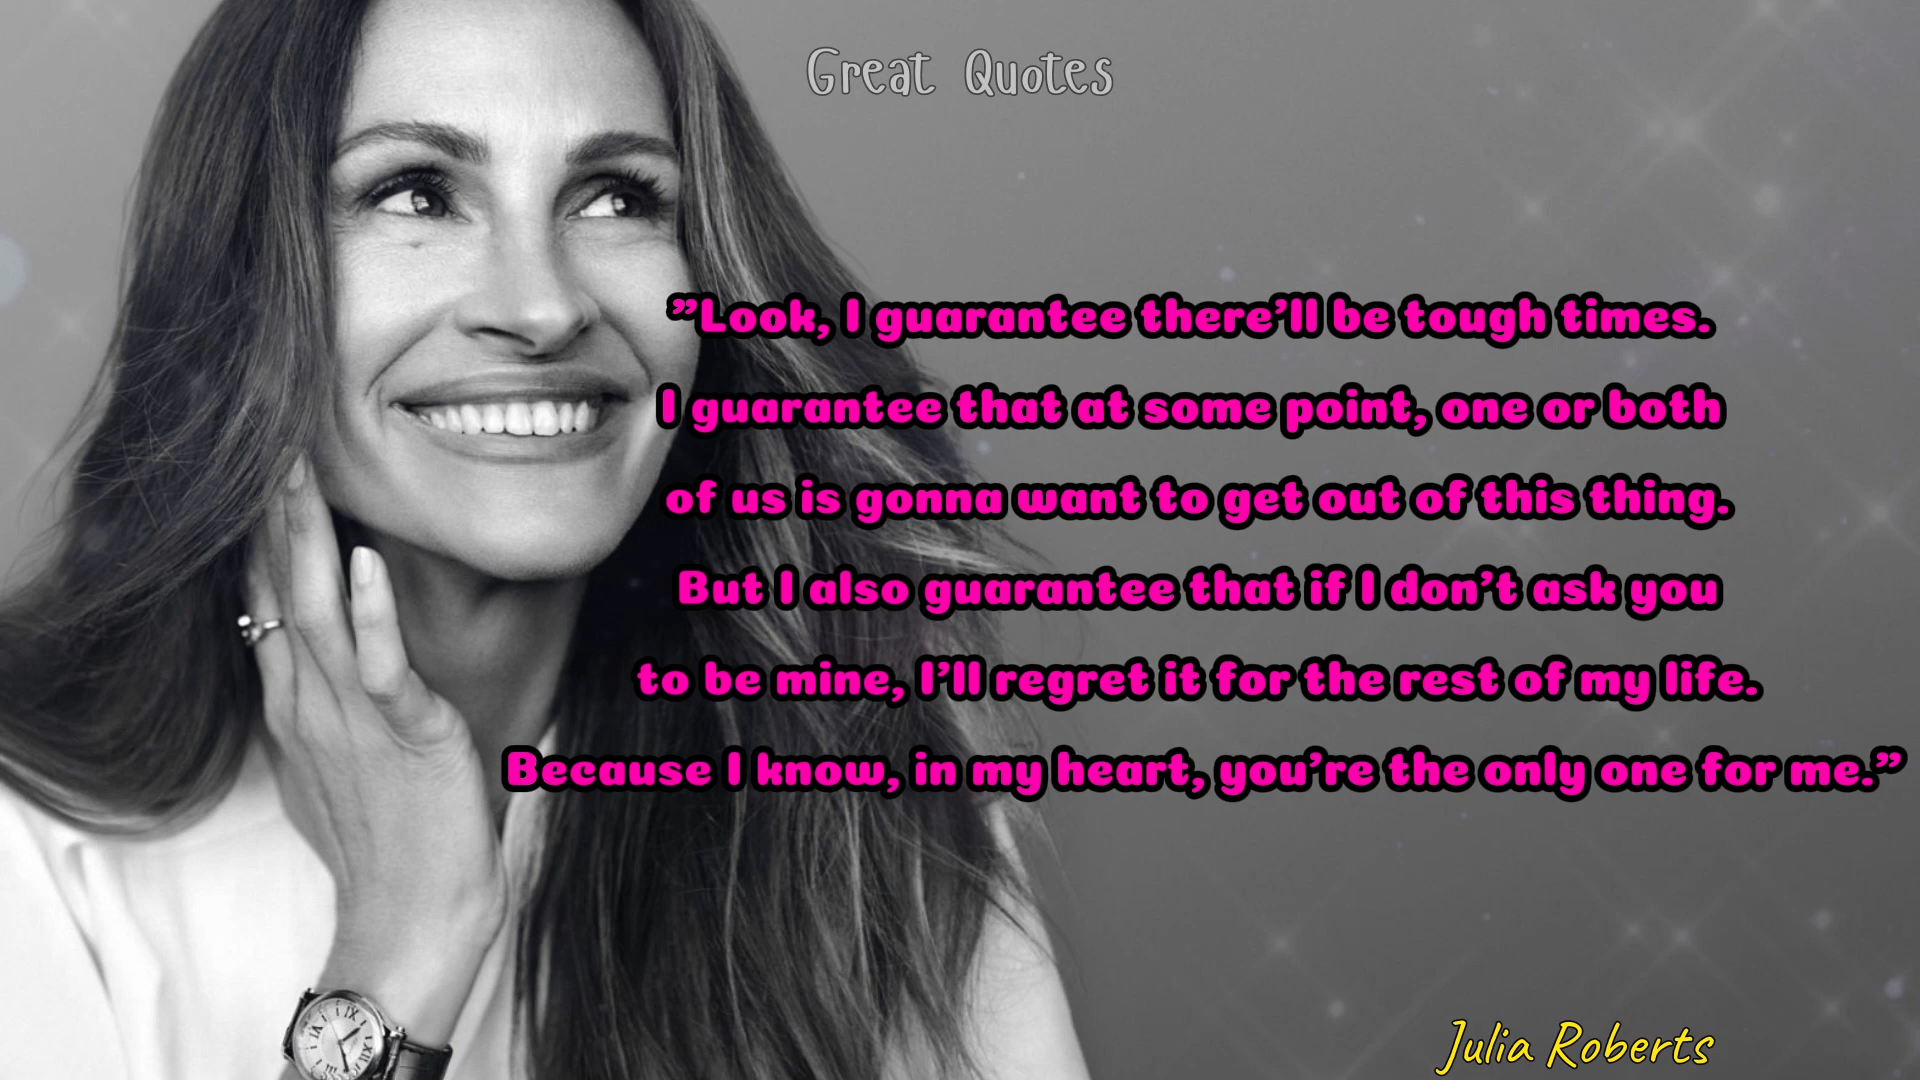 Great Quotes
”Look, I guarantee there’ll be tough times.
I guarantee that at some point, one or both
of us is gonna want to get out of this thing.
But I also guarantee that if I don’t ask you
to be mine, I’ll regret it for the rest of my life.
Because I know, in my heart, you’re the only one for me.”
Julia Roberts